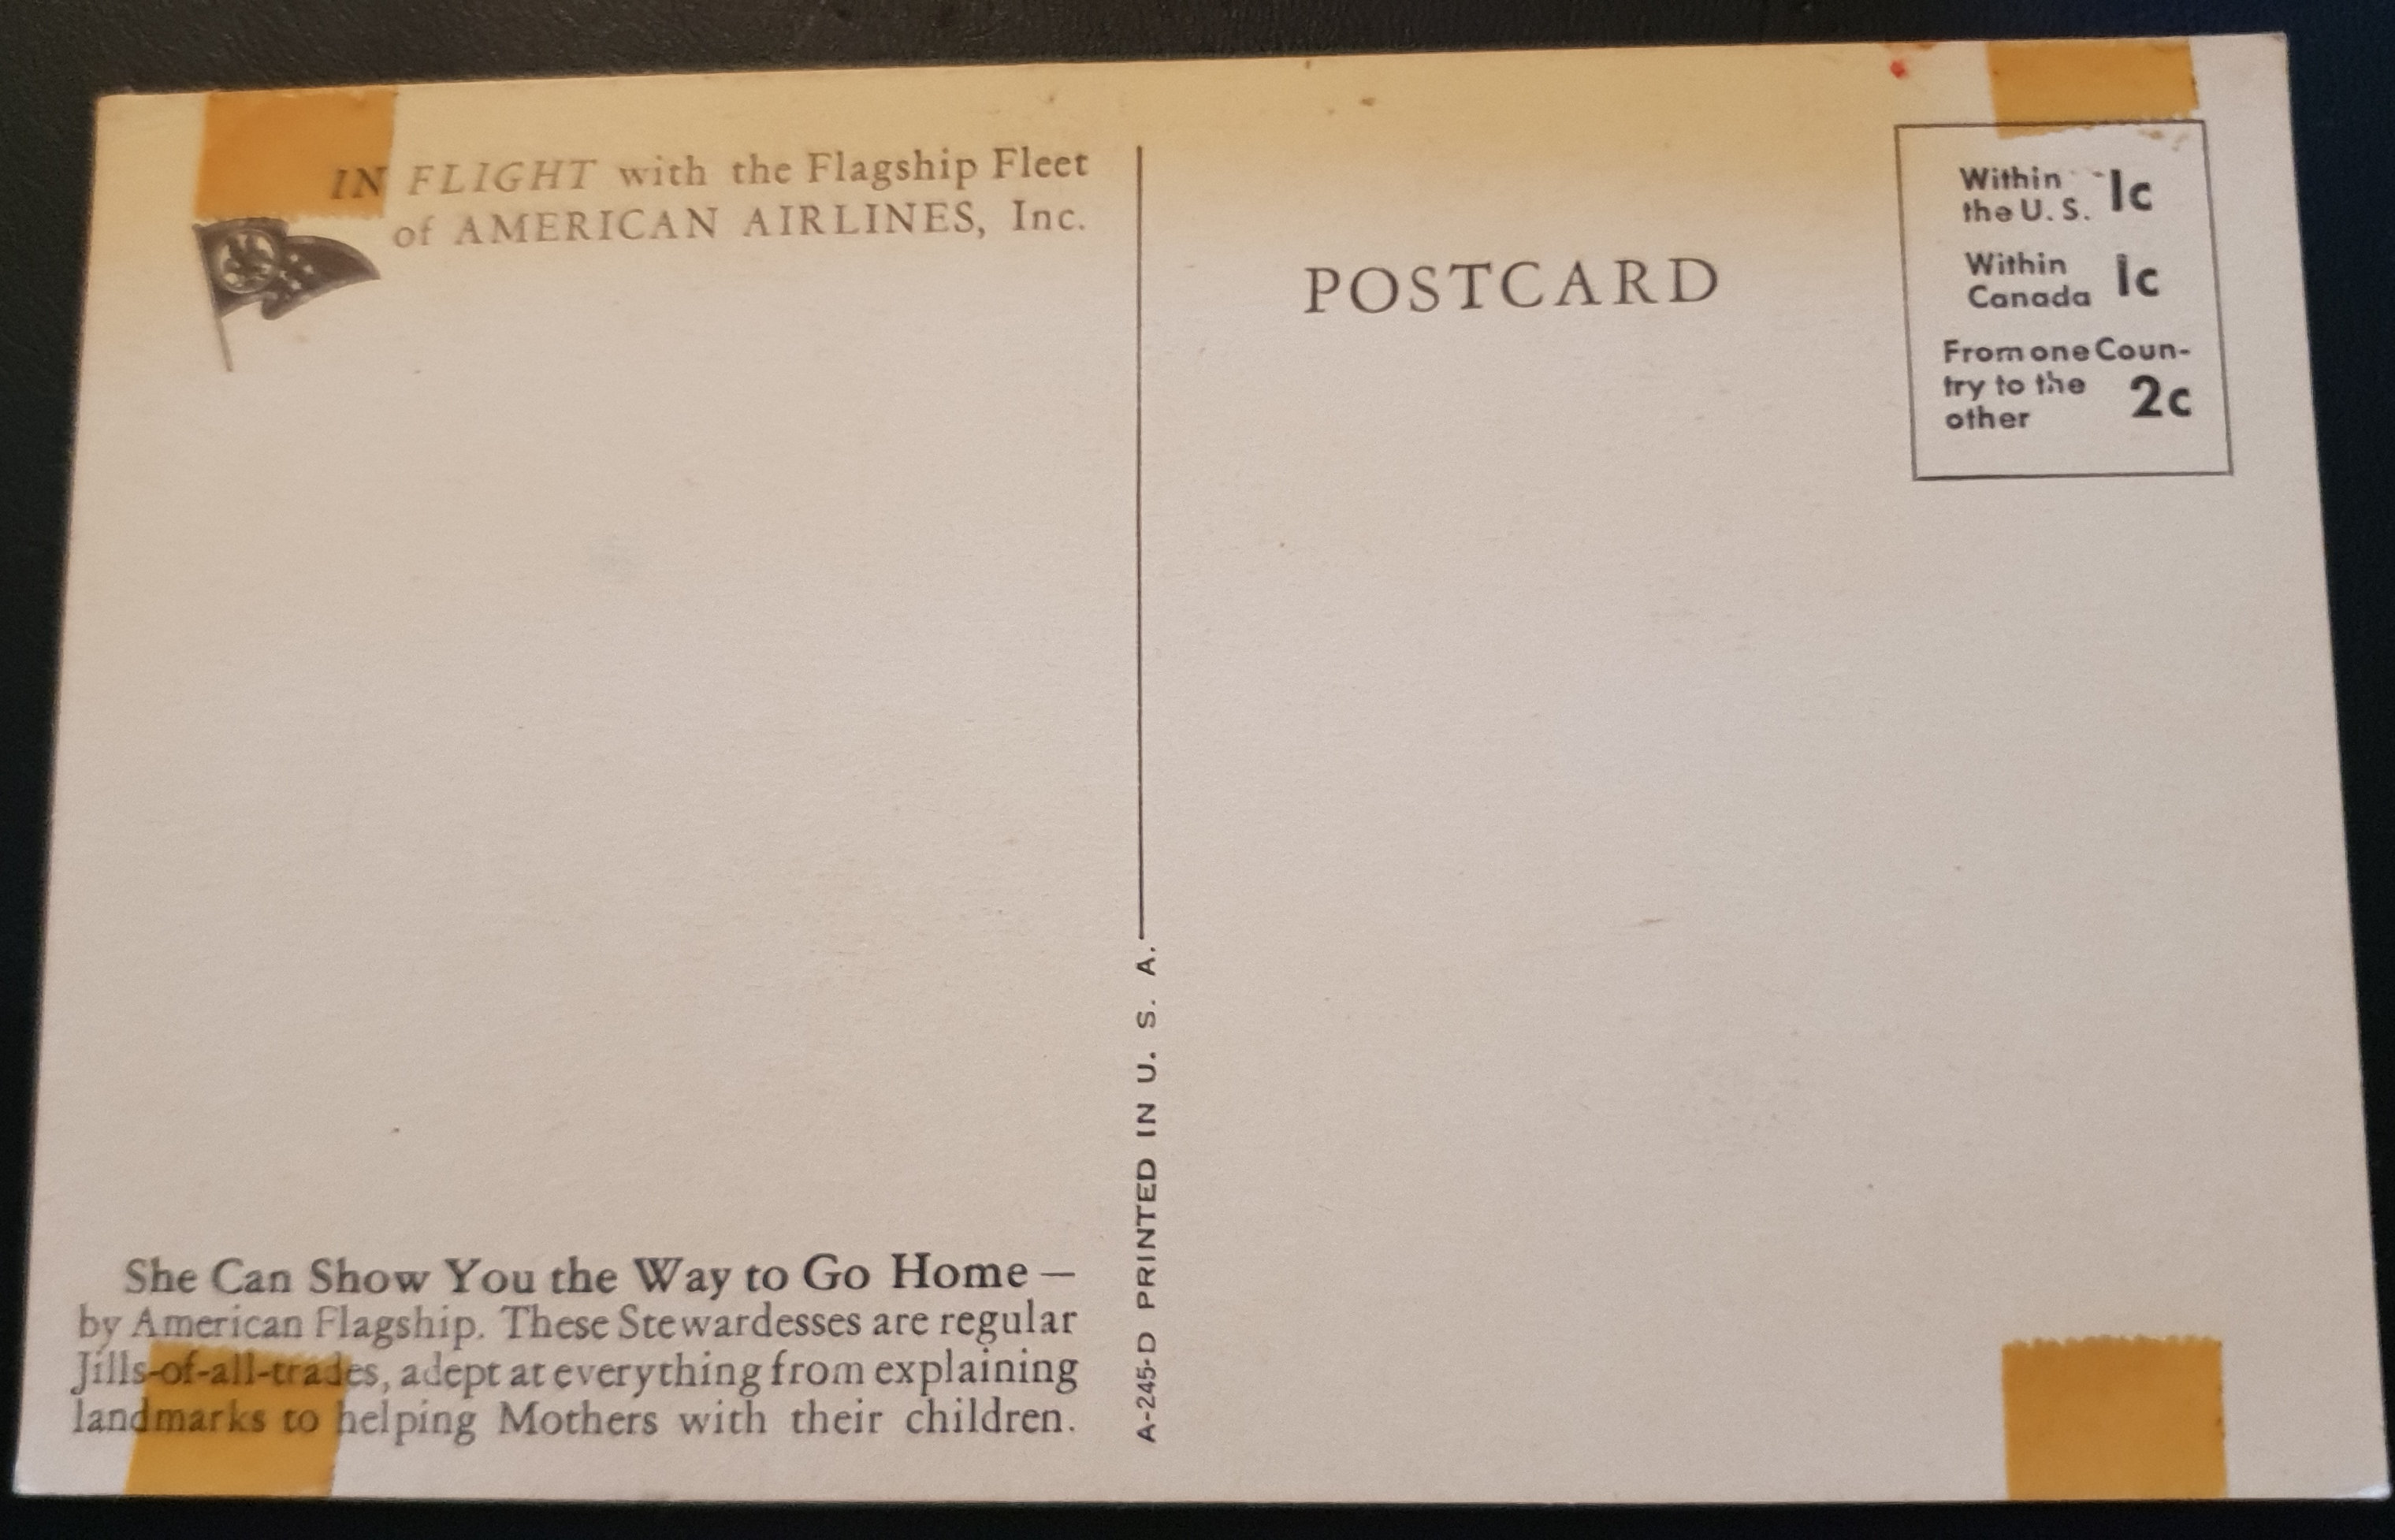 IN FLIGHT with the Flagship Fleet
of AMERICAN AIRLINES, Inc.
POSTCARD
Within
the U. S. 1c
Within
Canada 1c
From one Coun-
try to the
other 2c
She Can Show You the Way to Go Home —
by American Flagship. These Stewardesses are regular
Jills-of-all-trades, adept at everything from explaining
landmarks to helping Mothers with their children.
A-245-D PRINTED IN U. S. A.